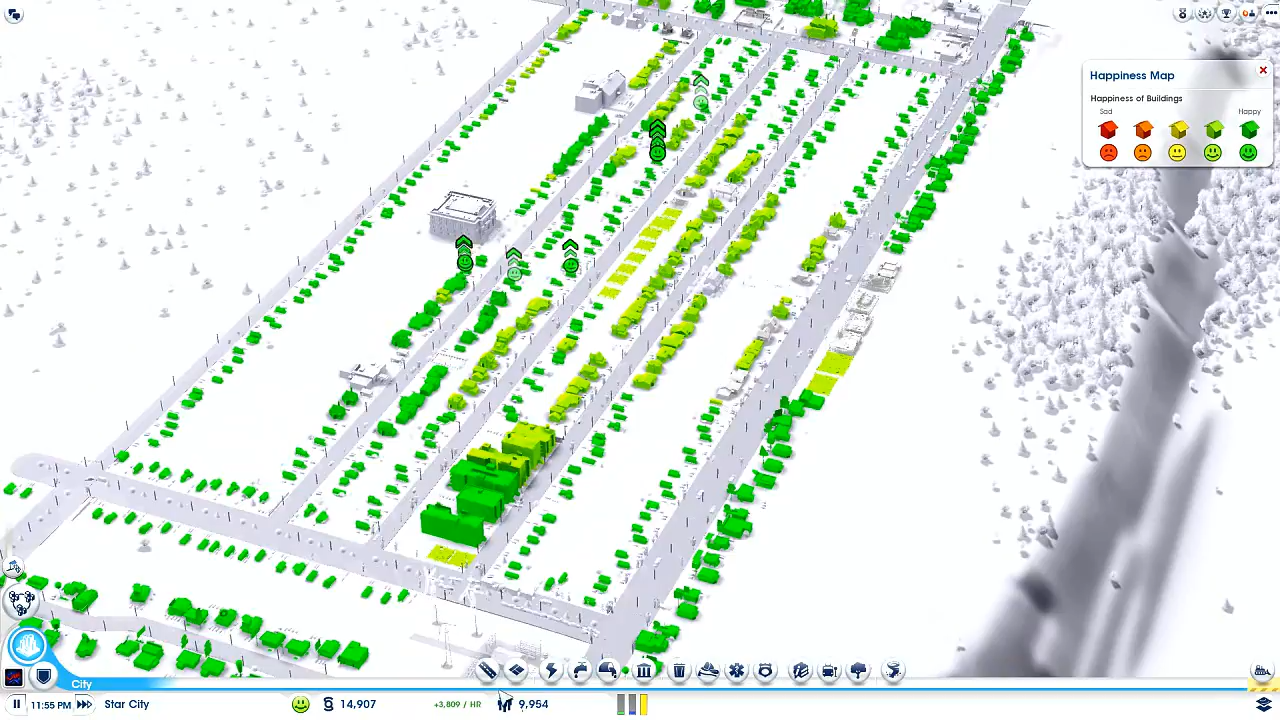 Happiness Map
Happiness of Buildings
Sad
Happy
City
11:55 PM
Star City
14,907
+3,809 / HR
9,954